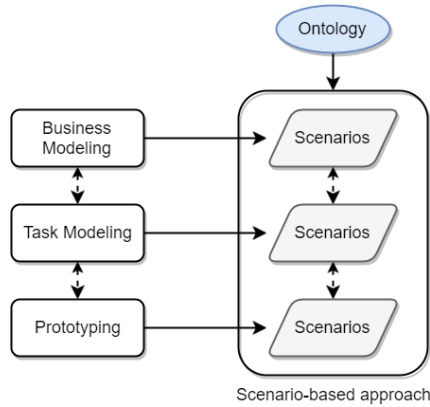 Ontology
Business
Modeling
Scenarios
Task Modeling
Scenarios
Prototyping
Scenarios
Scenario-based approach